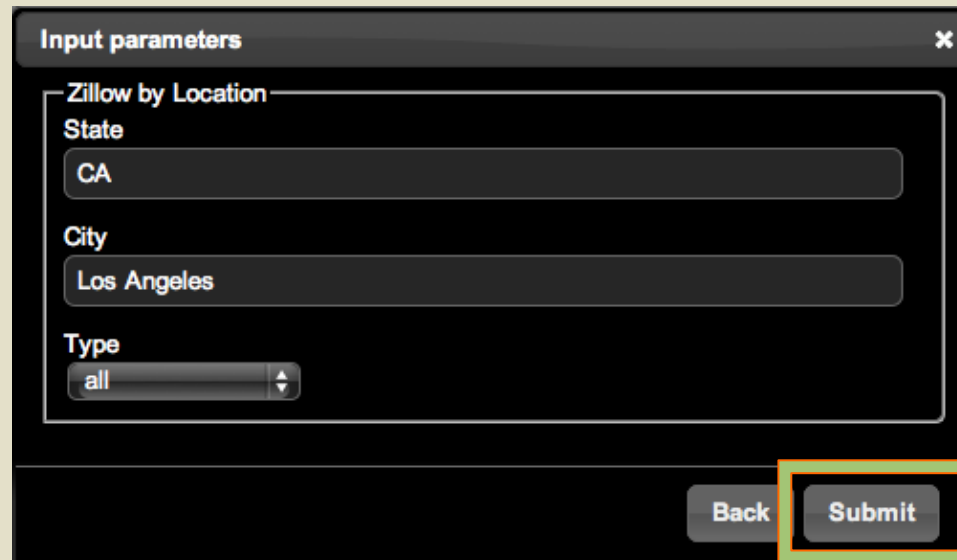 Input parameters
Zillow by Location
State
CA
City
Los Angeles
Type
all
Back Submit